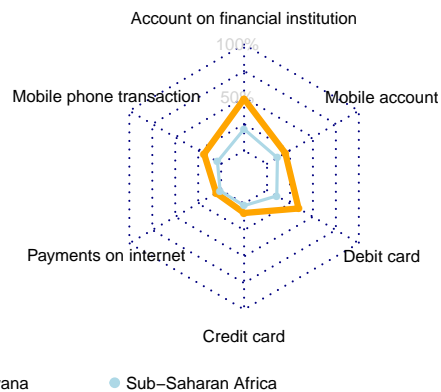 Account on financial institution
100%
50%
Mobile phone transaction
Mobile account
Payments on internet
Debit card
Credit card
Sub−Saharan Africa